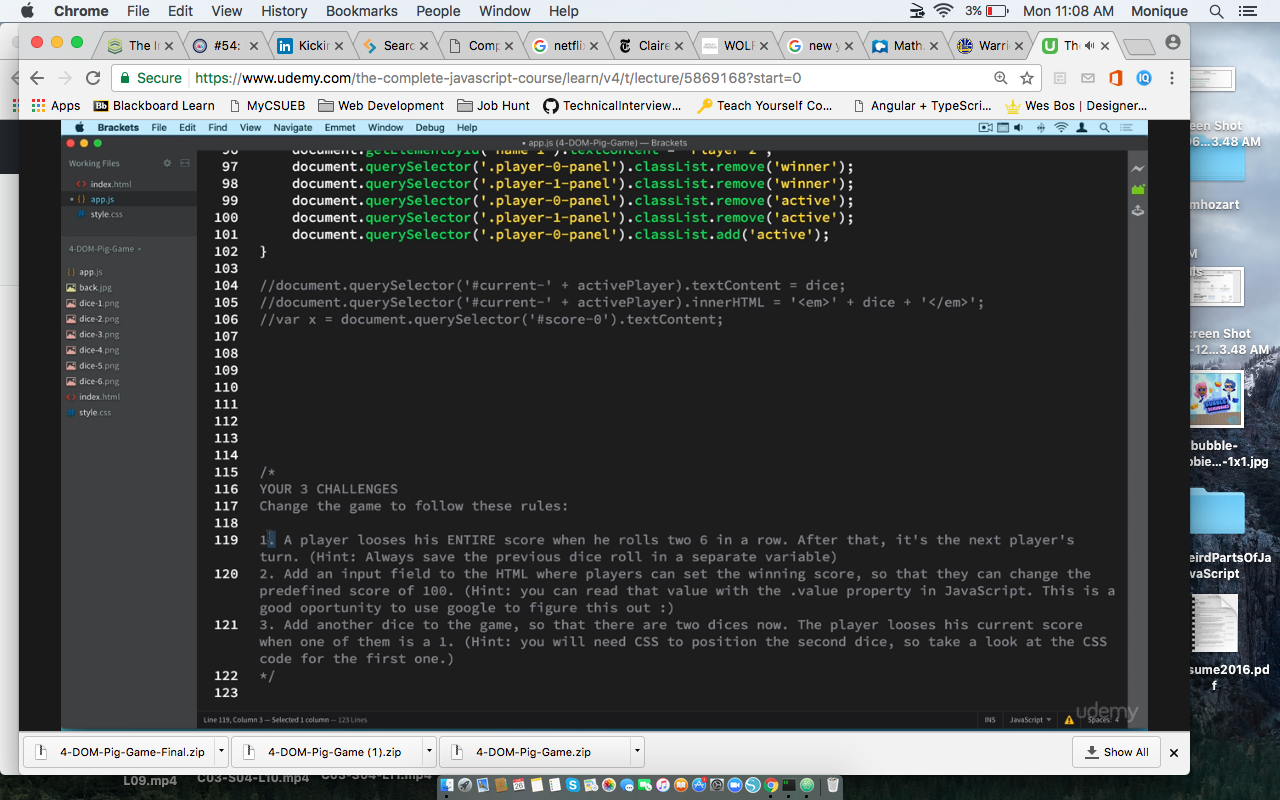 Chrome File Edit View History Bookmarks People Window Help 3% Mon 11:08 AM Monique
The I #54: Kickir Searc Comp netflix Claire WOLF new y Math. Warri The
Secure https://www.udemy.com/the-complete-javascript-course/learn/v4/t/lecture/5869168?start=0
Apps Bb Blackboard Learn MyCSUEB Web Development Job Hunt TechnicalInterview... Teach Yourself Co... Angular + TypeScri... Wes Bos | Designer...
Brackets File Edit Find View Navigate Emmet Window Debug Help
• app.js (4-DOM-Pig-Game) — Brackets
Working Files
index.html
app.js
style.css
4-DOM-Pig-Game
app.js
back.jpg
dice-1.png
dice-2.png
dice-3.png
dice-4.png
dice-5.png
dice-6.png
index.html
style.css
96 document.getElementById('name-1').textContent = 'Player 2';
97 document.querySelector('.player-0-panel').classList.remove('winner');
98 document.querySelector('.player-1-panel').classList.remove('winner');
99 document.querySelector('.player-0-panel').classList.remove('active');
100 document.querySelector('.player-1-panel').classList.remove('active');
101 document.querySelector('.player-0-panel').classList.add('active');
102 }
103
104 //document.querySelector('#current-' + activePlayer).textContent = dice;
105 //document.querySelector('#current-' + activePlayer).innerHTML = '<em>' + dice + '</em>';
106 //var x = document.querySelector('#score-0').textContent;
107
108
109
110
111
112
113
114
115 /*
116 YOUR 3 CHALLENGES
117 Change the game to follow these rules:
118
119 1. A player looses his ENTIRE score when he rolls two 6 in a row. After that, it's the next player's
turn. (Hint: Always save the previous dice roll in a separate variable)
120 2. Add an input field to the HTML where players can set the winning score, so that they can change the
predefined score of 100. (Hint: you can read that value with the .value property in JavaScript. This is a
good oportunity to use google to figure this out :)
121 3. Add another dice to the game, so that there are two dices now. The player looses his current score
when one of them is a 1. (Hint: you will need CSS to position the second dice, so take a look at the CSS
code for the first one.)
122 */
123
Line 119, Column 3 — Selected 1 column — 123 Lines INS JavaScript Spaces: 4
udemy
4-DOM-Pig-Game-Final.zip 4-DOM-Pig-Game (1).zip 4-DOM-Pig-Game.zip Show All
L09.mp4 C03-S04-L10.mp4 C03-S04-L11.mp4
een Shot
06...3.48 AM
mhozart
M
js
creen Shot
-12...3.48 AM
bubble-
bie...-1x1.jpg
eirdPartsOfJa
vaScript
sume2016.pd
f